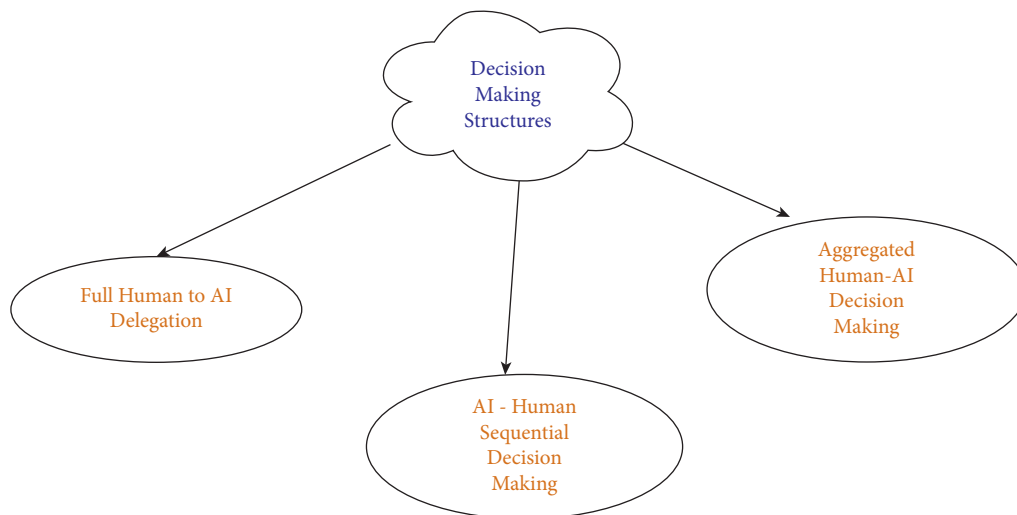 Decision
Making
Structures
Full Human to AI
Delegation
AI - Human
Sequential
Decision
Making
Aggregated
Human-AI
Decision
Making